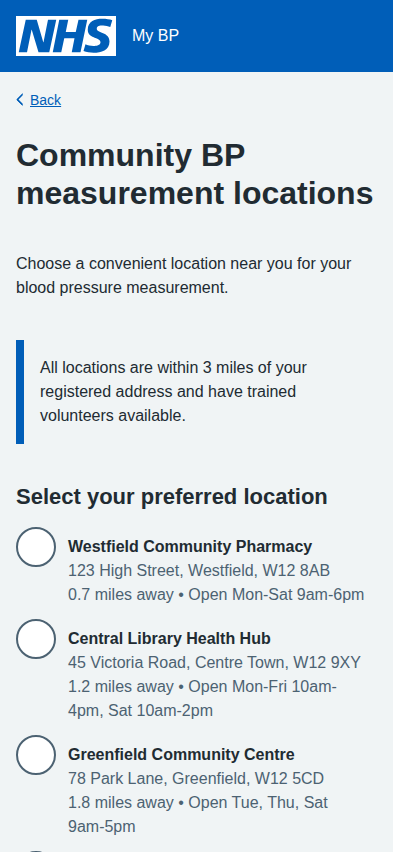 NHS My BP
Back
Community BP
measurement locations
Choose a convenient location near you for your
blood pressure measurement.
All locations are within 3 miles of your
registered address and have trained
volunteers available.
Select your preferred location
Westfield Community Pharmacy
123 High Street, Westfield, W12 8AB
0.7 miles away • Open Mon-Sat 9am-6pm
Central Library Health Hub
45 Victoria Road, Centre Town, W12 9XY
1.2 miles away • Open Mon-Fri 10am-
4pm, Sat 10am-2pm
Greenfield Community Centre
78 Park Lane, Greenfield, W12 5CD
1.8 miles away • Open Tue, Thu, Sat
9am-5pm